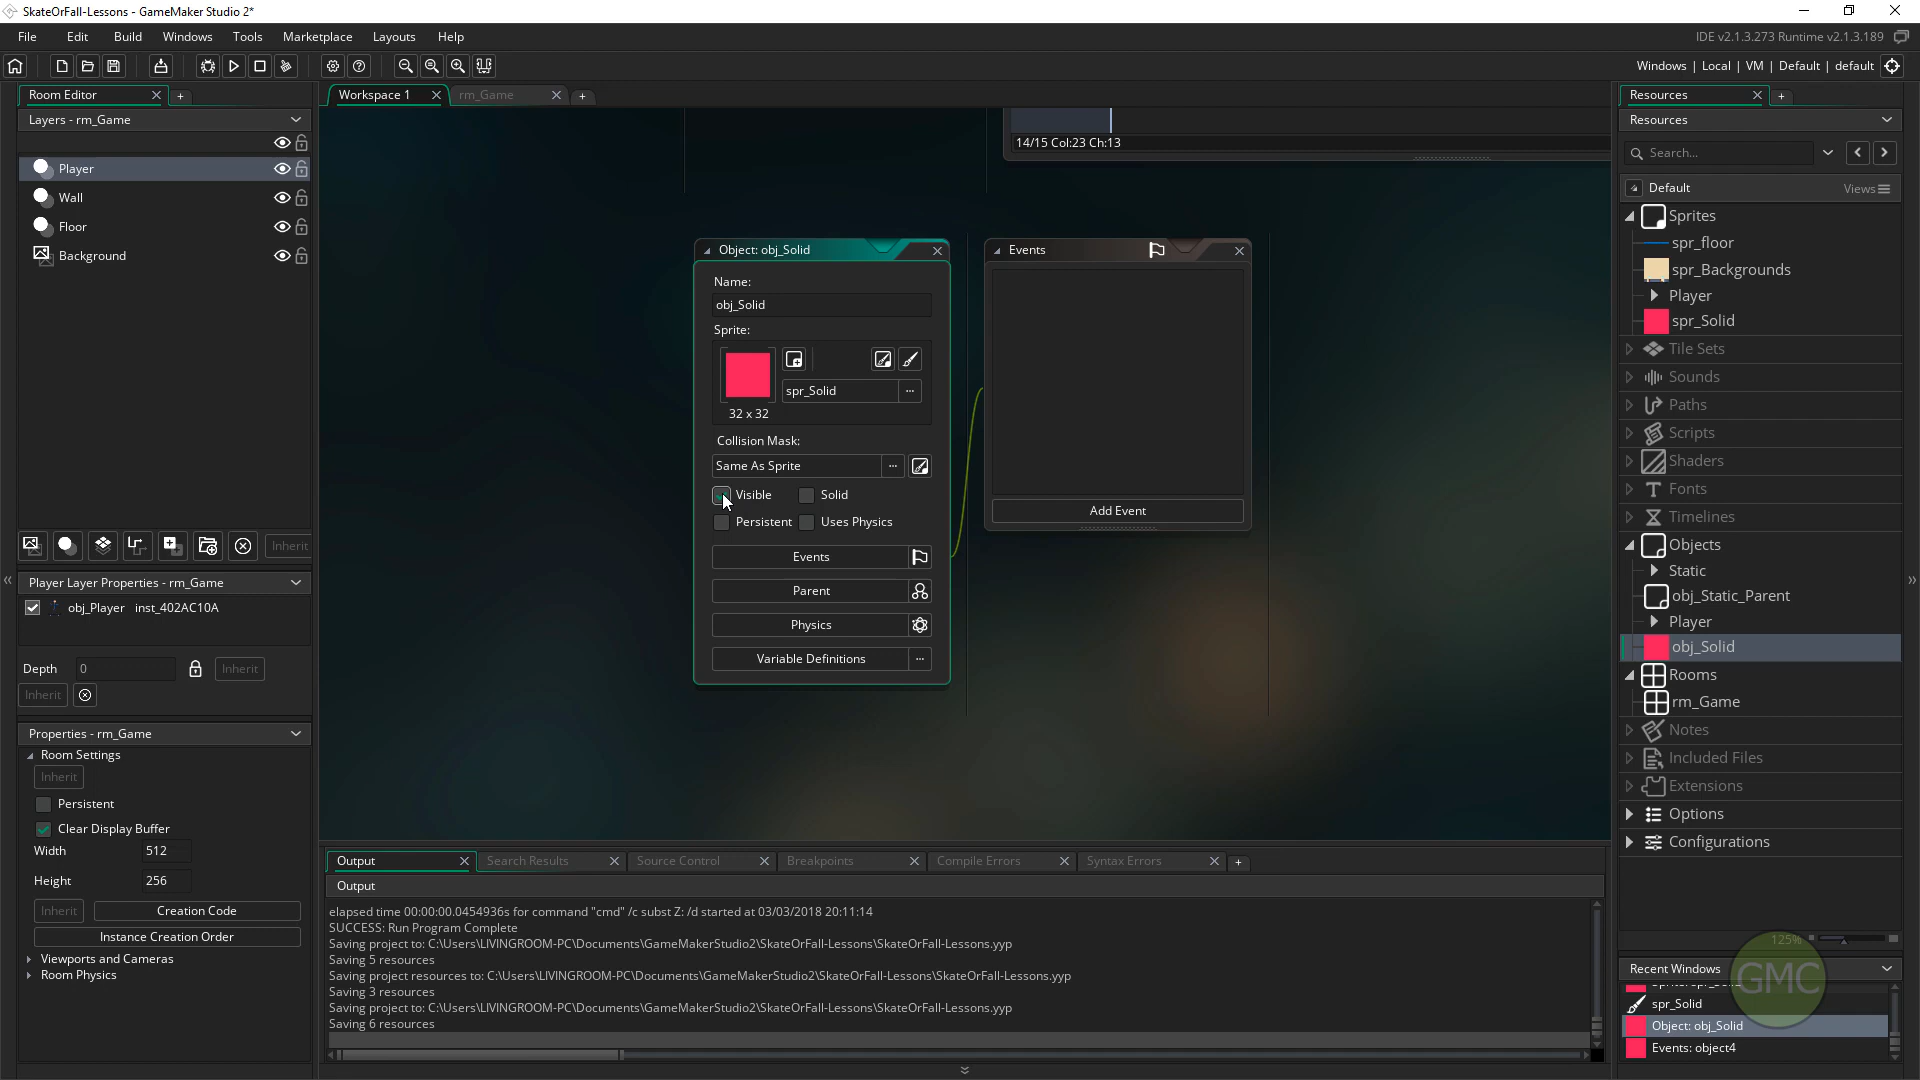 SkateOrFall-Lessons - GameMaker Studio 2*
File Edit Build Windows Tools Marketplace Layouts Help
IDE v2.1.3.273 Runtime v2.1.3.189
Windows | Local | VM | Default | default
Room Editor
Layers - rm_Game
Player
Wall
Floor
Background
Inherit
Player Layer Properties - rm_Game
obj_Player inst_402AC10A
Depth 0 Inherit
Inherit
Properties - rm_Game
Room Settings
Inherit
Persistent
Clear Display Buffer
Width 512
Height 256
Inherit Creation Code
Instance Creation Order
Viewports and Cameras
Room Physics
Workspace 1 rm_Game
14/15 Col:23 Ch:13
Object: obj_Solid
Name:
obj_Solid
Sprite:
spr_Solid
32 x 32
Collision Mask:
Same As Sprite
Visible Solid
Persistent Uses Physics
Events
Parent
Physics
Variable Definitions
Events
Add Event
Output Search Results Source Control Breakpoints Compile Errors Syntax Errors
Output
elapsed time 00:00:00.0454936s for command "cmd" /c subst Z: /d started at 03/03/2018 20:11:14
SUCCESS: Run Program Complete
Saving project to: C:\Users\LIVINGROOM-PC\Documents\GameMakerStudio2\SkateOrFall-Lessons\SkateOrFall-Lessons.yyp
Saving 5 resources
Saving project resources to: C:\Users\LIVINGROOM-PC\Documents\GameMakerStudio2\SkateOrFall-Lessons\SkateOrFall-Lessons.yyp
Saving 3 resources
Saving project to: C:\Users\LIVINGROOM-PC\Documents\GameMakerStudio2\SkateOrFall-Lessons\SkateOrFall-Lessons.yyp
Saving 6 resources
Resources
Resources
Search...
Default Views
Sprites
spr_floor
spr_Backgrounds
Player
spr_Solid
Tile Sets
Sounds
Paths
Scripts
Shaders
Fonts
Timelines
Objects
Static
obj_Static_Parent
Player
obj_Solid
Rooms
rm_Game
Notes
Included Files
Extensions
Options
Configurations
125%
Recent Windows
GMC
spr_Solid
Object: obj_Solid
Events: object4